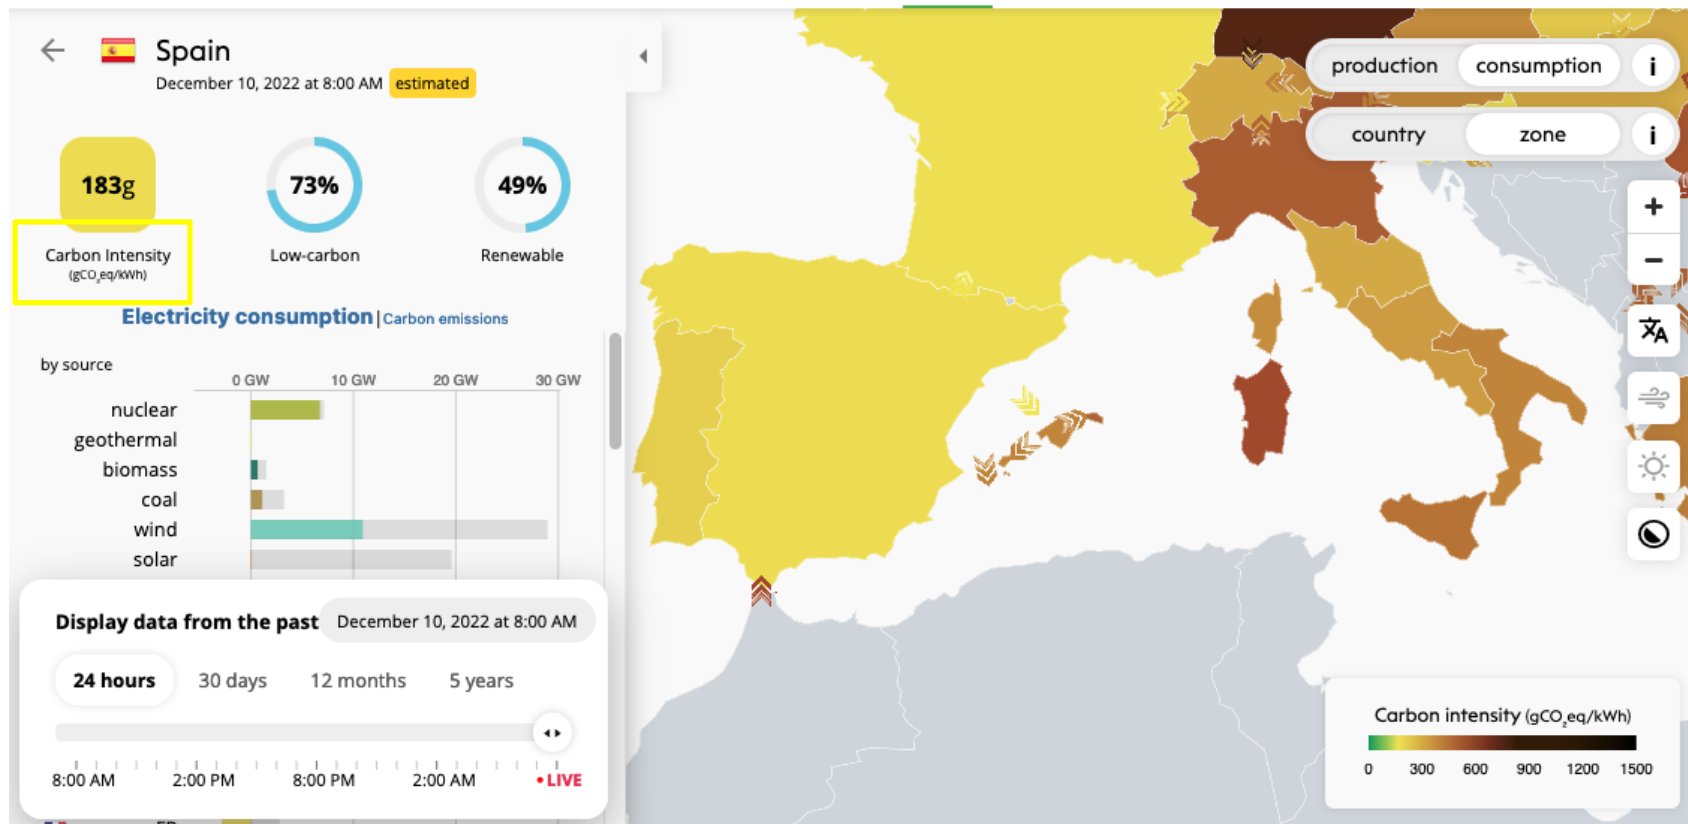 Spain
December 10, 2022 at 8:00 AM estimated
183g
73%
49%
Carbon Intensity
(gCO₂eq/kWh)
Low-carbon
Renewable
Electricity consumption | Carbon emissions
by source
0 GW 10 GW 20 GW 30 GW
nuclear
geothermal
biomass
coal
wind
solar
Display data from the past December 10, 2022 at 8:00 AM
24 hours 30 days 12 months 5 years
8:00 AM 2:00 PM 8:00 PM 2:00 AM • LIVE
production consumption i
country zone i
+
−
文A
Carbon intensity (gCO₂eq/kWh)
0 300 600 900 1200 1500